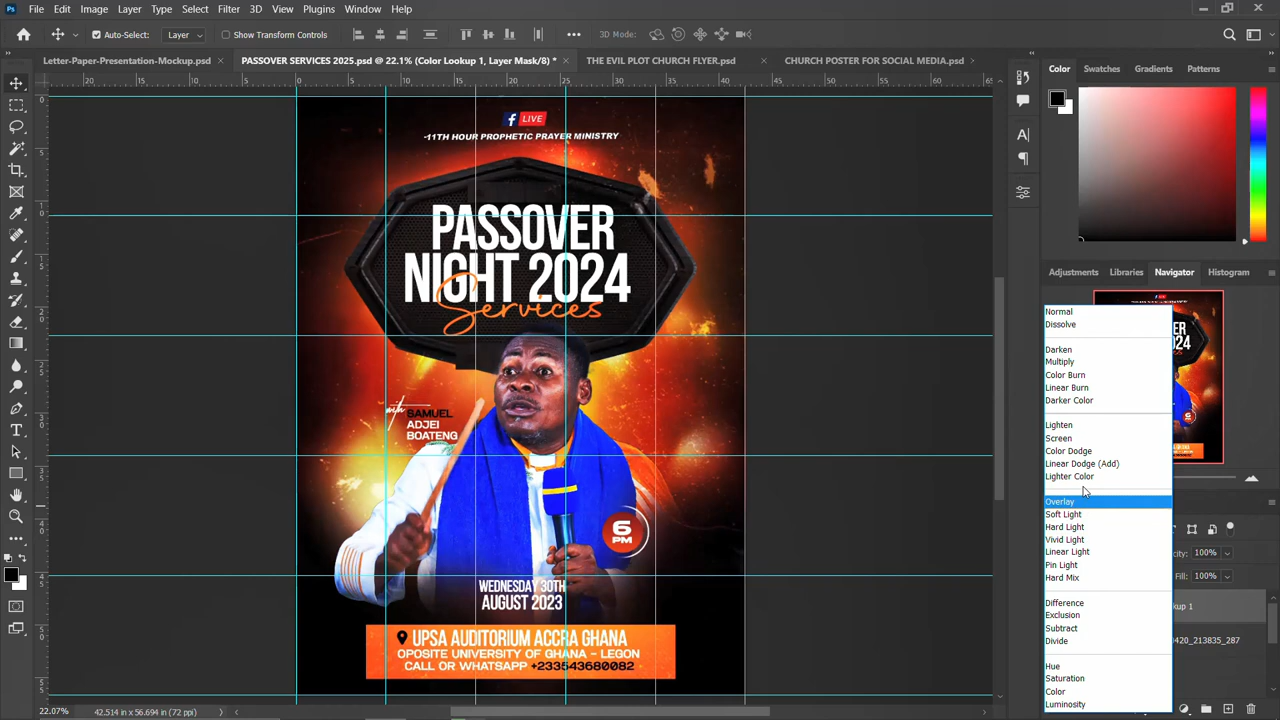 File Edit Image Layer Type Select Filter 3D View Plugins Window Help
Auto-Select: Layer Show Transform Controls 3D Mode:
Letter-Paper-Presentation-Mockup.psd × PASSOVER SERVICES 2025.psd @ 22.1% (Color Lookup 1, Layer Mask/8) * × THE EVIL PLOT CHURCH FLYER.psd × CHURCH POSTER FOR SOCIAL MEDIA.psd
Color Swatches Gradients Patterns
f LIVE
-11TH HOUR PROPHETIC PRAYER MINISTRY
PASSOVER
NIGHT 2024
Services
with SAMUEL
ADJEI
BOATENG
6
PM
WEDNESDAY 30TH
AUGUST 2023
UPSA AUDITORIUM ACCRA GHANA
OPOSITE UNIVERSITY OF GHANA - LEGON
CALL OR WHATSAPP +233543680082
Adjustments Libraries Navigator Histogram
Normal
Dissolve
Darken
Multiply
Color Burn
Linear Burn
Darker Color
Lighten
Screen
Color Dodge
Linear Dodge (Add)
Lighter Color
Overlay
Soft Light
Hard Light
Vivid Light
Linear Light
Pin Light
Hard Mix
Difference
Exclusion
Subtract
Divide
Hue
Saturation
Color
Luminosity
100%
Fill: 100%
kup 1
0420_213835_287
22.07% 42.514 in x 56.694 in (72 ppi)